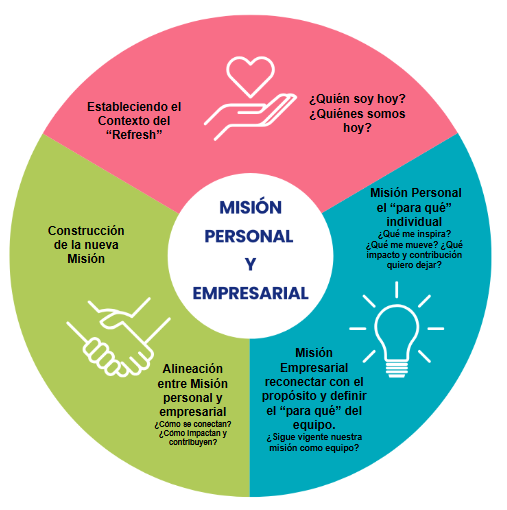 Estableciendo el
Contexto del
“Refresh”
¿Quién soy hoy?
¿Quiénes somos
hoy?
Misión Personal
el “para qué”
individual
¿Qué me inspira?
¿Qué me mueve? ¿Qué
impacto y contribución
quiero dejar?
Misión
Empresarial
reconectar con el
propósito y definir
el “para qué” del
equipo.
¿Sigue vigente nuestra
misión como equipo?
Alineación
entre Misión
personal y
empresarial
¿Cómo se conectan?
¿Cómo impactan y
contribuyen?
Construcción
de la nueva
Misión
MISIÓN
PERSONAL
Y
EMPRESARIAL